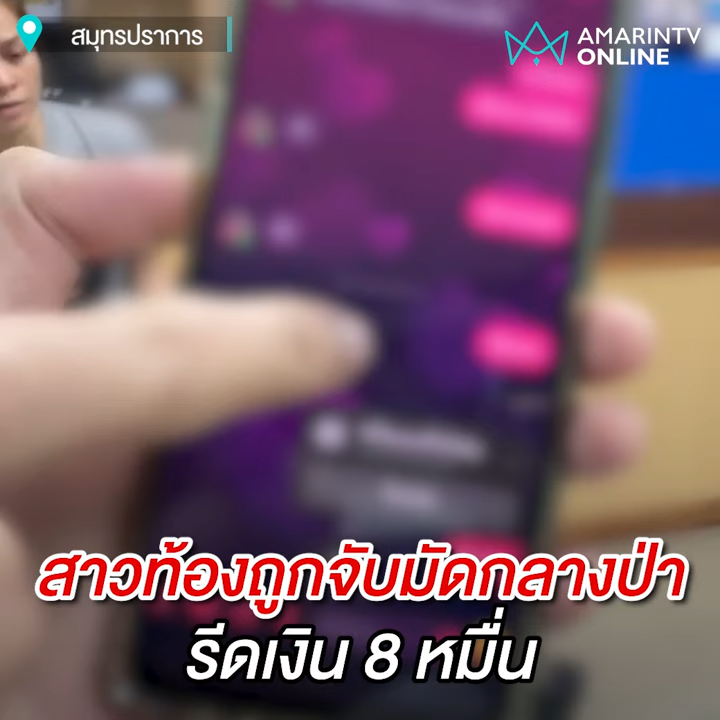 สมุทรปราการ
AMARINTV
ONLINE
สาวท้องถูกจับมัดกลางป่า
รีดเงิน 8 หมื่น